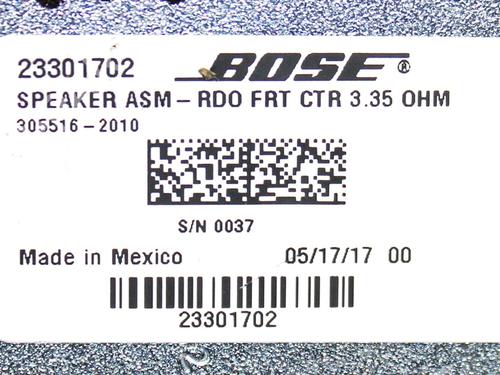 23301702 BOSE®
SPEAKER ASM – RDO FRT CTR 3.35 OHM
305516-2010
S/N 0037
Made in Mexico 05/17/17 00
23301702